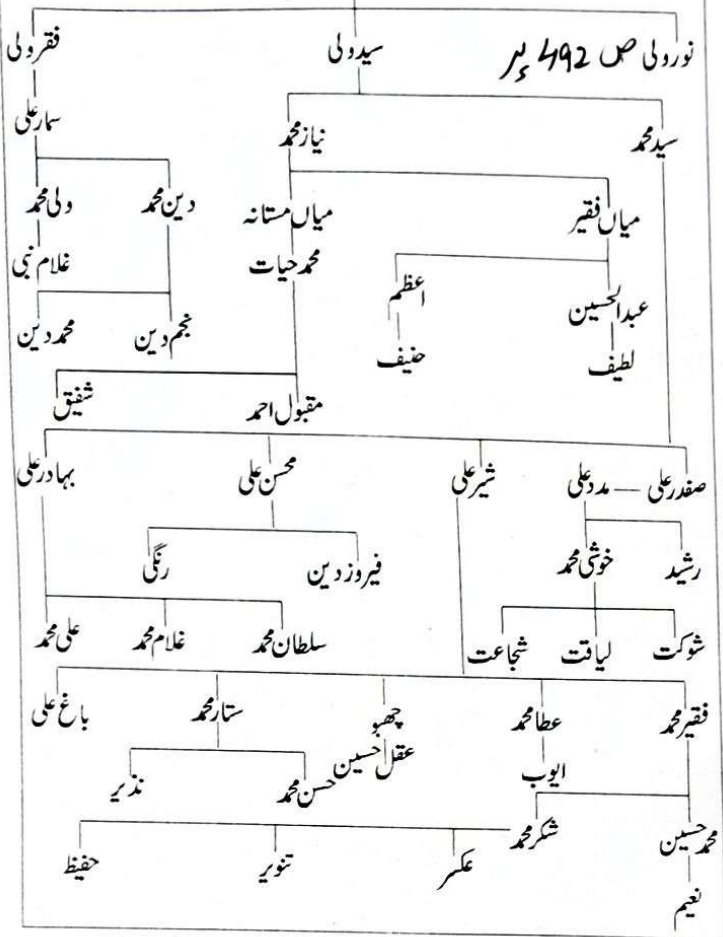 نورولی ص 492 پر سیدولی فقرولی
سمارعلی
سیدمحمد نیازمحمد
میاں فقیر میاں مستانہ دین محمد ولی محمد
عبدالحسین اعظم محمد حیات غلام نبی
لطیف حنیف نجم دین محمد دین
مقبول احمد شفیق
صفدرعلی — مددعلی شیرعلی محسن علی بہادرعلی
رشید خوشی محمد فیروز دین رنگی
شوکت لیاقت شجاعت سلطان محمد غلام محمد علی محمد
فقیرمحمد عطامحمد چھبو ستارمحمد باغ علی
ایوب عقل حسین حسن محمد نذیر
محمد حسین شکرمحمد عکسر تنویر حفیظ
نعیم